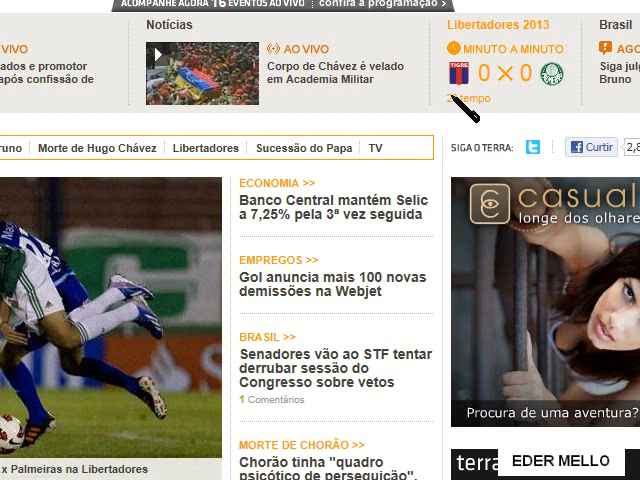 ACOMPANHE AGORA 16 EVENTOS AO VIVO confira a programação >
Notícias
Libertadores 2013
Brasil
VIVO
AO VIVO
MINUTO A MINUTO
AGO
ados e promotor
após confissão de
Corpo de Chávez é velado
em Academia Militar
TIGRE 0 X 0
Siga julg
Bruno
tempo
runo
Morte de Hugo Chávez
Libertadores
Sucessão do Papa
TV
SIGA O TERRA:
Curtir
2,8
ECONOMIA >>
Banco Central mantém Selic
a 7,25% pela 3ª vez seguida
EMPREGOS >>
Gol anuncia mais 100 novas
demissões na Webjet
BRASIL >>
Senadores vão ao STF tentar
derrubar sessão do
Congresso sobre vetos
1 Comentários
MORTE DE CHORÃO >>
Chorão tinha "quadro
psicótico de perseguição",
x Palmeiras na Libertadores
casual
longe dos olhare
Procura de uma aventura?
terra
EDER MELLO